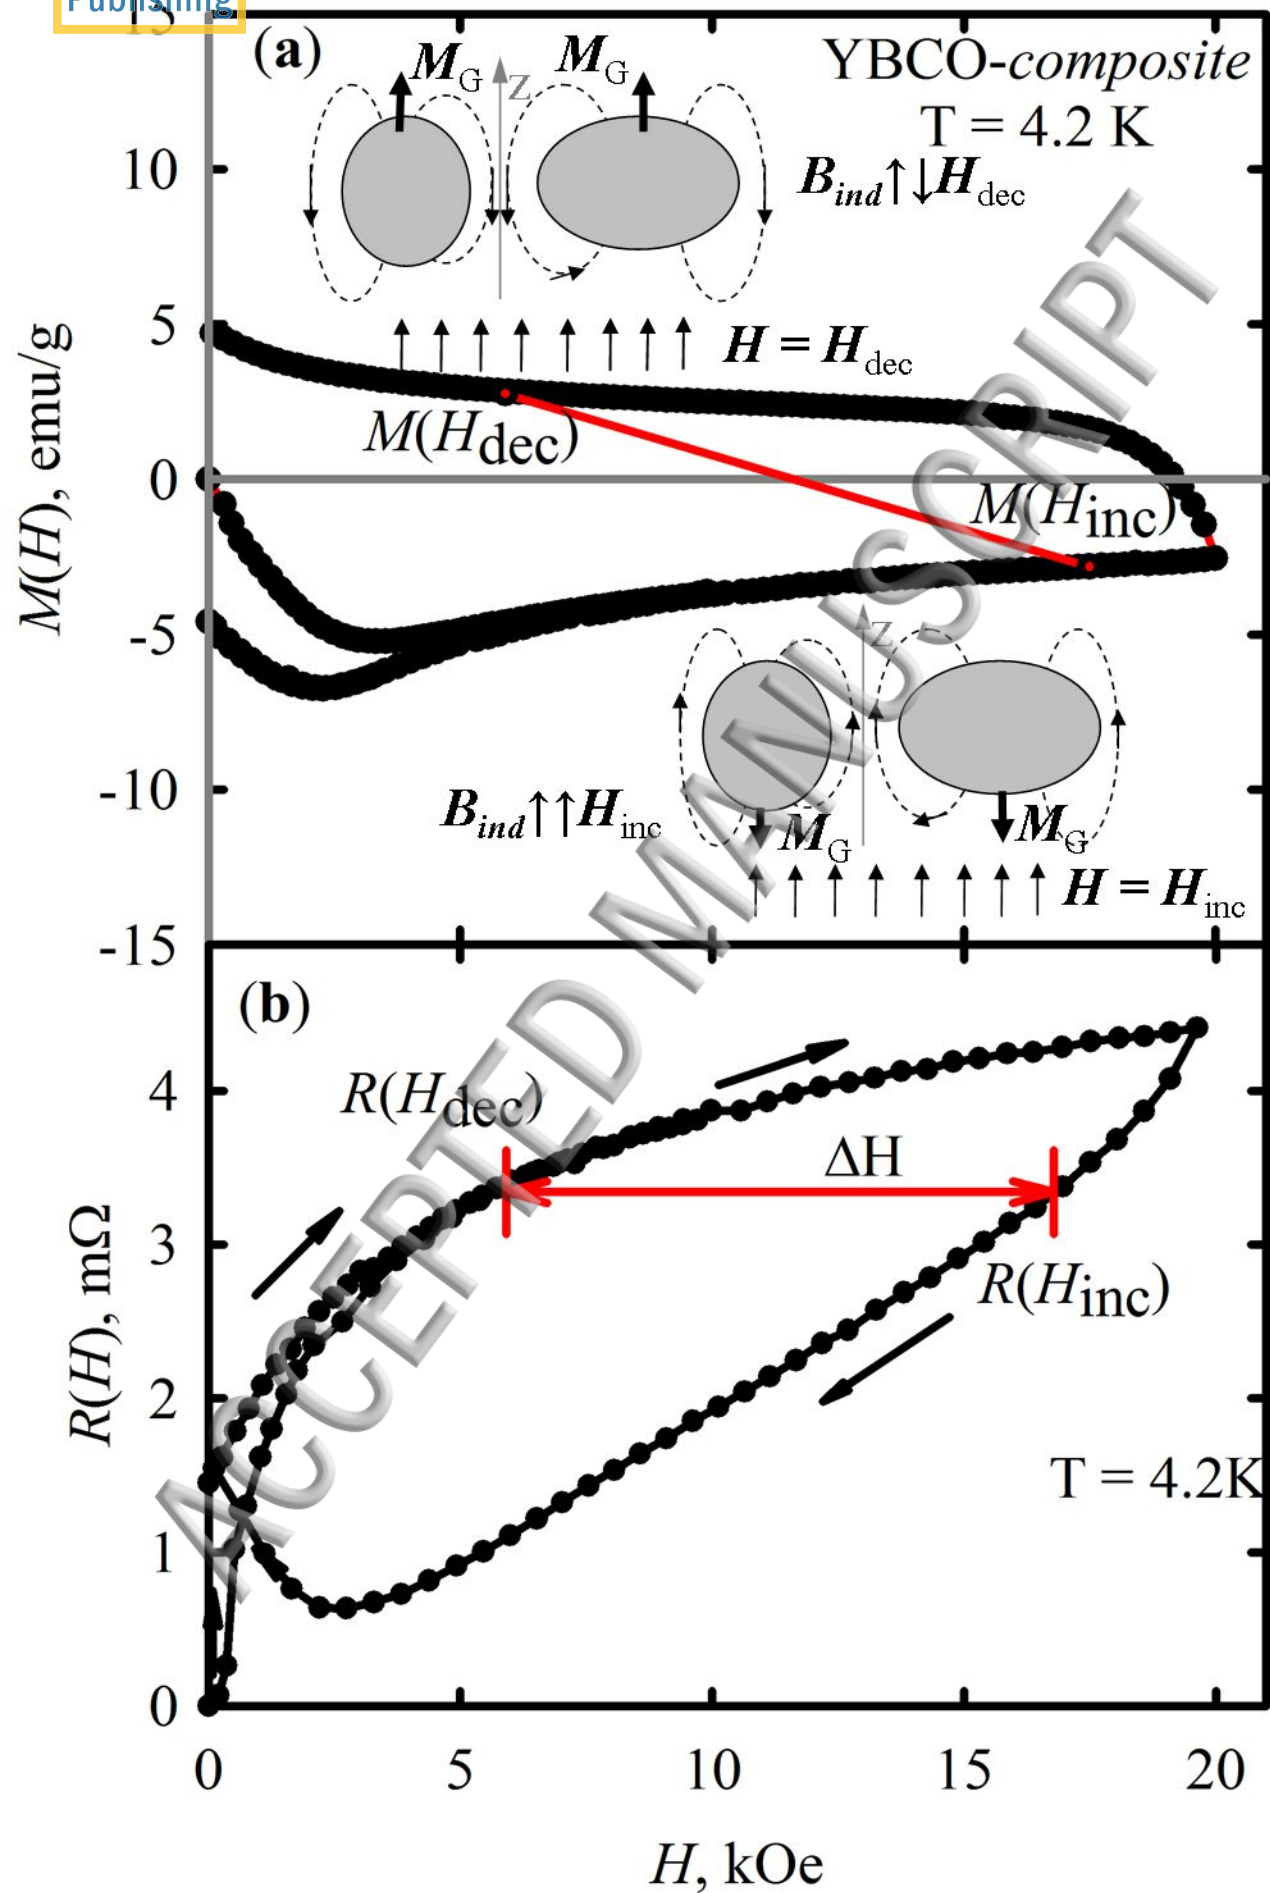 Publishing
15
(a)
M_G
M_G
z
YBCO-composite
T = 4.2 K
10
B_ind↑↓H_dec
5
H = H_dec
M(H_dec)
0
M(H_inc)
M(H), emu/g
-5
z
-10
B_ind↑↑H_inc
M_G
M_G
H = H_inc
-15
(b)
4
R(H_dec)
ΔH
3
R(H_inc)
R(H), mΩ
2
T = 4.2K
1
0
0 5 10 15 20
H, kOe
ACCEPTED MANUSCRIPT